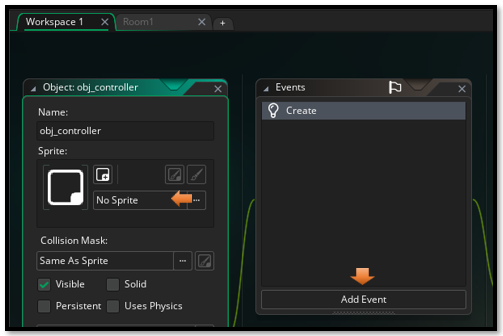 Workspace 1
Room1
Object: obj_controller
Name:
obj_controller
Sprite:
No Sprite
Collision Mask:
Same As Sprite
Visible
Solid
Persistent
Uses Physics
Events
Create
Add Event